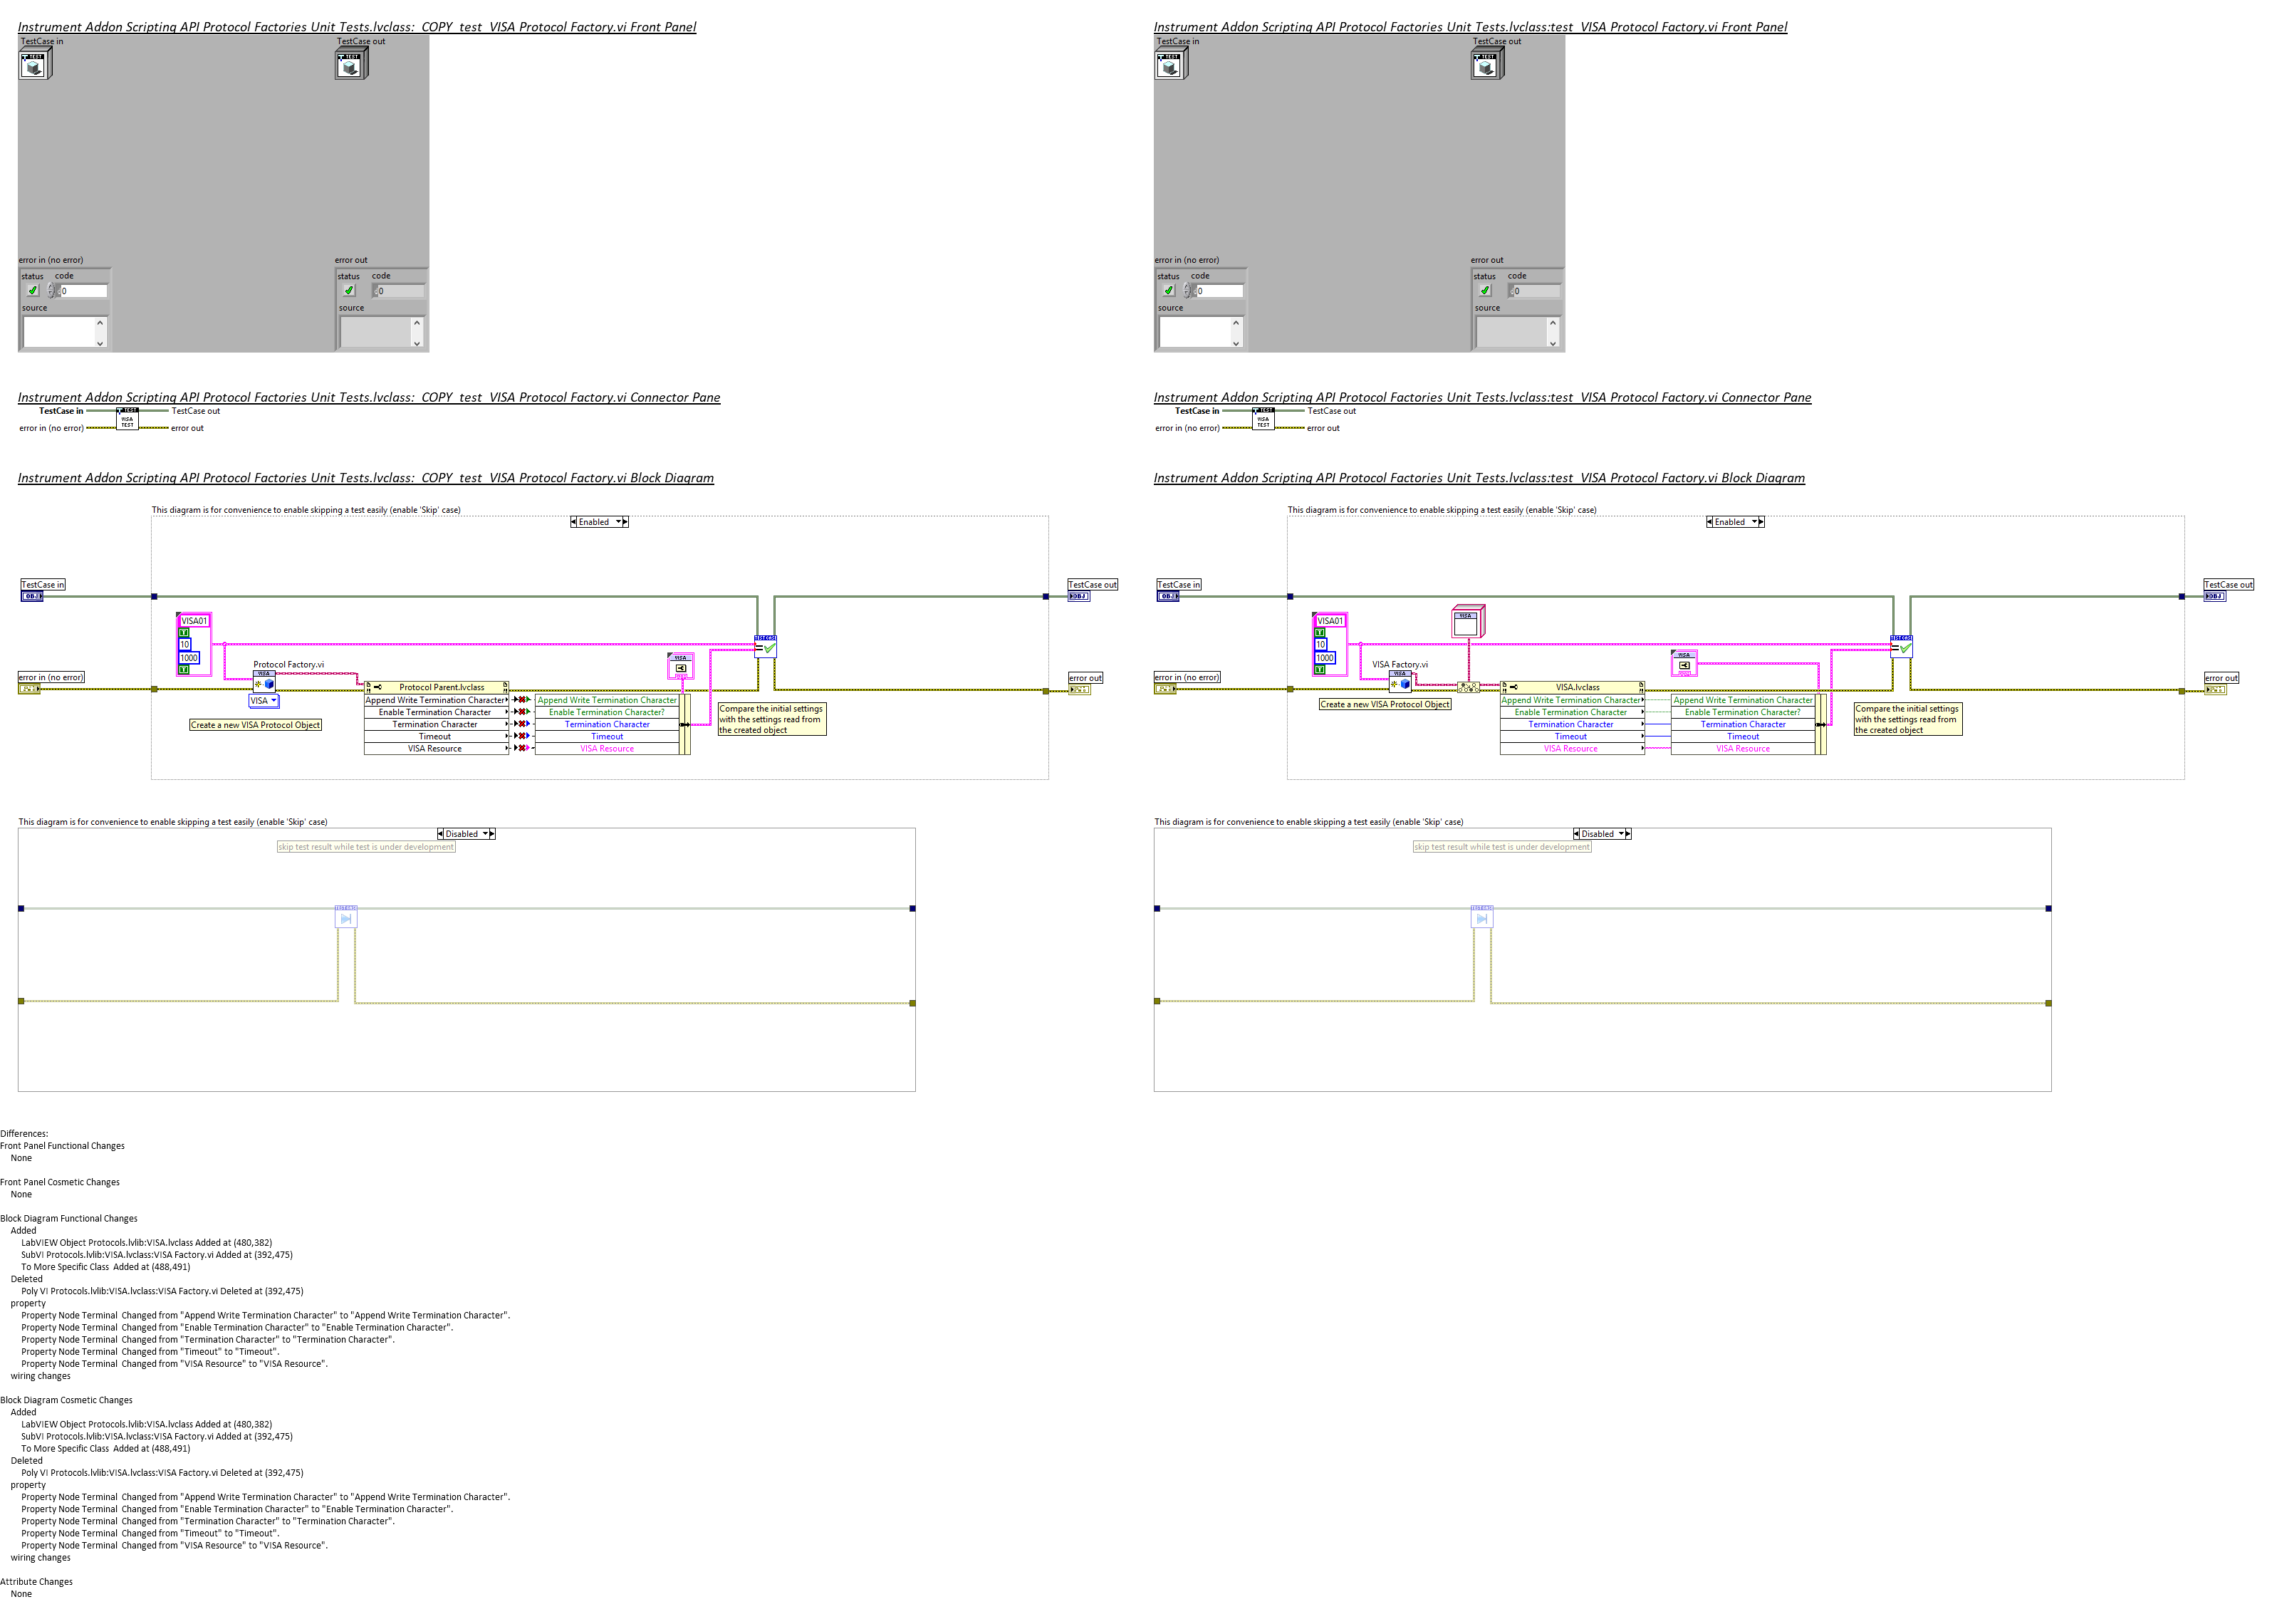 Instrument Addon Scripting API Protocol Factories Unit Tests.lvclass:  COPY  test  VISA Protocol Factory.vi Front Panel
TestCase in
TestCase out
TEST
TEST
error in (no error)
error out
status
code
status
code
0
0
source
source
Instrument Addon Scripting API Protocol Factories Unit Tests.lvclass:  COPY  test  VISA Protocol Factory.vi Connector Pane
TestCase in
TestCase out
TEST
VISA
TEST
error in (no error)
error out
Instrument Addon Scripting API Protocol Factories Unit Tests.lvclass:  COPY  test  VISA Protocol Factory.vi Block Diagram
This diagram is for convenience to enable skipping a test easily (enable 'Skip' case)
Enabled
TestCase in
OBJ
TestCase out
OBJ
VISA01
T
10
1000
T
Protocol Factory.vi
VISA
VISA
VISA
error in (no error)
error out
Create a new VISA Protocol Object
Protocol Parent.lvclass
Append Write Termination Character
Append Write Termination Character
Enable Termination Character
Enable Termination Character?
Termination Character
Termination Character
Timeout
Timeout
VISA Resource
VISA Resource
Compare the initial settings
with the settings read from
the created object
This diagram is for convenience to enable skipping a test easily (enable 'Skip' case)
Disabled
skip test result while test is under development
Instrument Addon Scripting API Protocol Factories Unit Tests.lvclass:test  VISA Protocol Factory.vi Front Panel
TestCase in
TestCase out
TEST
TEST
error in (no error)
error out
status
code
status
code
0
0
source
source
Instrument Addon Scripting API Protocol Factories Unit Tests.lvclass:test  VISA Protocol Factory.vi Connector Pane
TestCase in
TestCase out
TEST
VISA
TEST
error in (no error)
error out
Instrument Addon Scripting API Protocol Factories Unit Tests.lvclass:test  VISA Protocol Factory.vi Block Diagram
This diagram is for convenience to enable skipping a test easily (enable 'Skip' case)
Enabled
TestCase in
OBJ
TestCase out
OBJ
VISA01
T
10
1000
T
VISA
VISA Factory.vi
VISA
VISA
error in (no error)
error out
Create a new VISA Protocol Object
VISA.lvclass
Append Write Termination Character
Append Write Termination Character
Enable Termination Character
Enable Termination Character?
Termination Character
Termination Character
Timeout
Timeout
VISA Resource
VISA Resource
Compare the initial settings
with the settings read from
the created object
This diagram is for convenience to enable skipping a test easily (enable 'Skip' case)
Disabled
skip test result while test is under development
Differences:
Front Panel Functional Changes
None
Front Panel Cosmetic Changes
None
Block Diagram Functional Changes
Added
LabVIEW Object Protocols.lvlib:VISA.lvclass Added at (480,382)
SubVI Protocols.lvlib:VISA.lvclass:VISA Factory.vi Added at (392,475)
To More Specific Class  Added at (488,491)
Deleted
Poly VI Protocols.lvlib:VISA.lvclass:VISA Factory.vi Deleted at (392,475)
property
Property Node Terminal  Changed from "Append Write Termination Character" to "Append Write Termination Character".
Property Node Terminal  Changed from "Enable Termination Character" to "Enable Termination Character".
Property Node Terminal  Changed from "Termination Character" to "Termination Character".
Property Node Terminal  Changed from "Timeout" to "Timeout".
Property Node Terminal  Changed from "VISA Resource" to "VISA Resource".
wiring changes
Block Diagram Cosmetic Changes
Added
LabVIEW Object Protocols.lvlib:VISA.lvclass Added at (480,382)
SubVI Protocols.lvlib:VISA.lvclass:VISA Factory.vi Added at (392,475)
To More Specific Class  Added at (488,491)
Deleted
Poly VI Protocols.lvlib:VISA.lvclass:VISA Factory.vi Deleted at (392,475)
property
Property Node Terminal  Changed from "Append Write Termination Character" to "Append Write Termination Character".
Property Node Terminal  Changed from "Enable Termination Character" to "Enable Termination Character".
Property Node Terminal  Changed from "Termination Character" to "Termination Character".
Property Node Terminal  Changed from "Timeout" to "Timeout".
Property Node Terminal  Changed from "VISA Resource" to "VISA Resource".
wiring changes
Attribute Changes
None